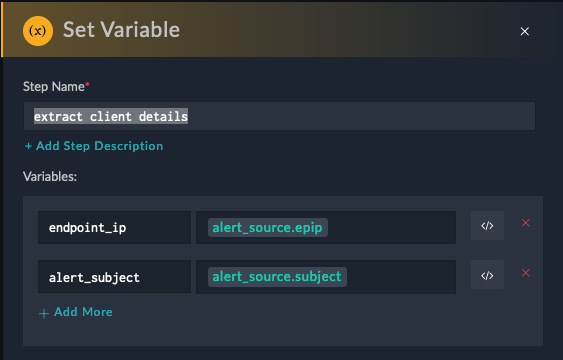 (x) Set Variable ×
Step Name*
extract client details
+ Add Step Description
Variables:
endpoint_ip alert_source.epip </> ×
alert_subject alert_source.subject </> ×
+ Add More